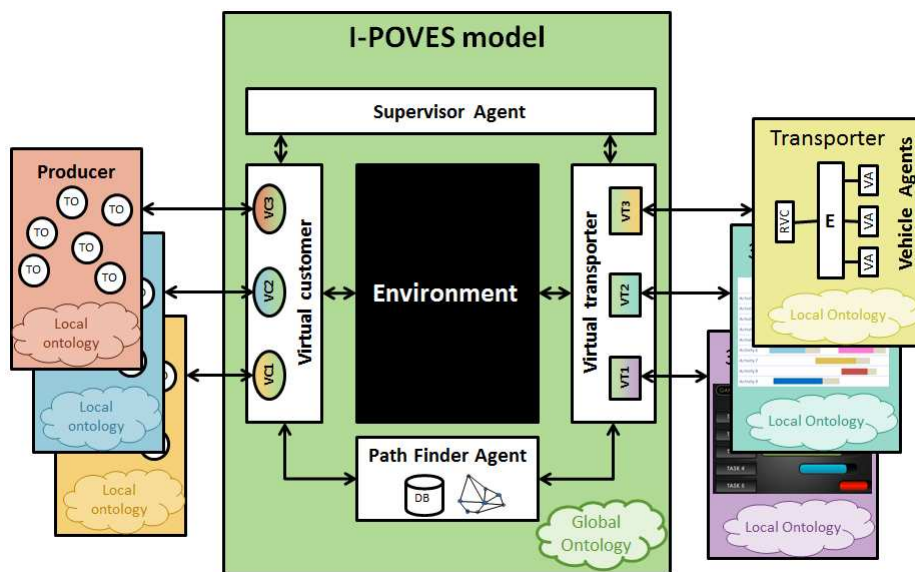 I-POVES model
Supervisor Agent
Producer
TO
TO
TO
TO
TO
TO
TO
Local
ontology
Local
ontology
Local
ontology
VC3
VC2
VC1
Virtual customer
Environment
Virtual transporter
VT3
VT2
VT1
Path Finder Agent
DB
Global
Ontology
Transporter
RVC
E
VA
VA
VA
Vehicle Agents
Local Ontology
Local Ontology
TASK 4
TASK 5
Local Ontology